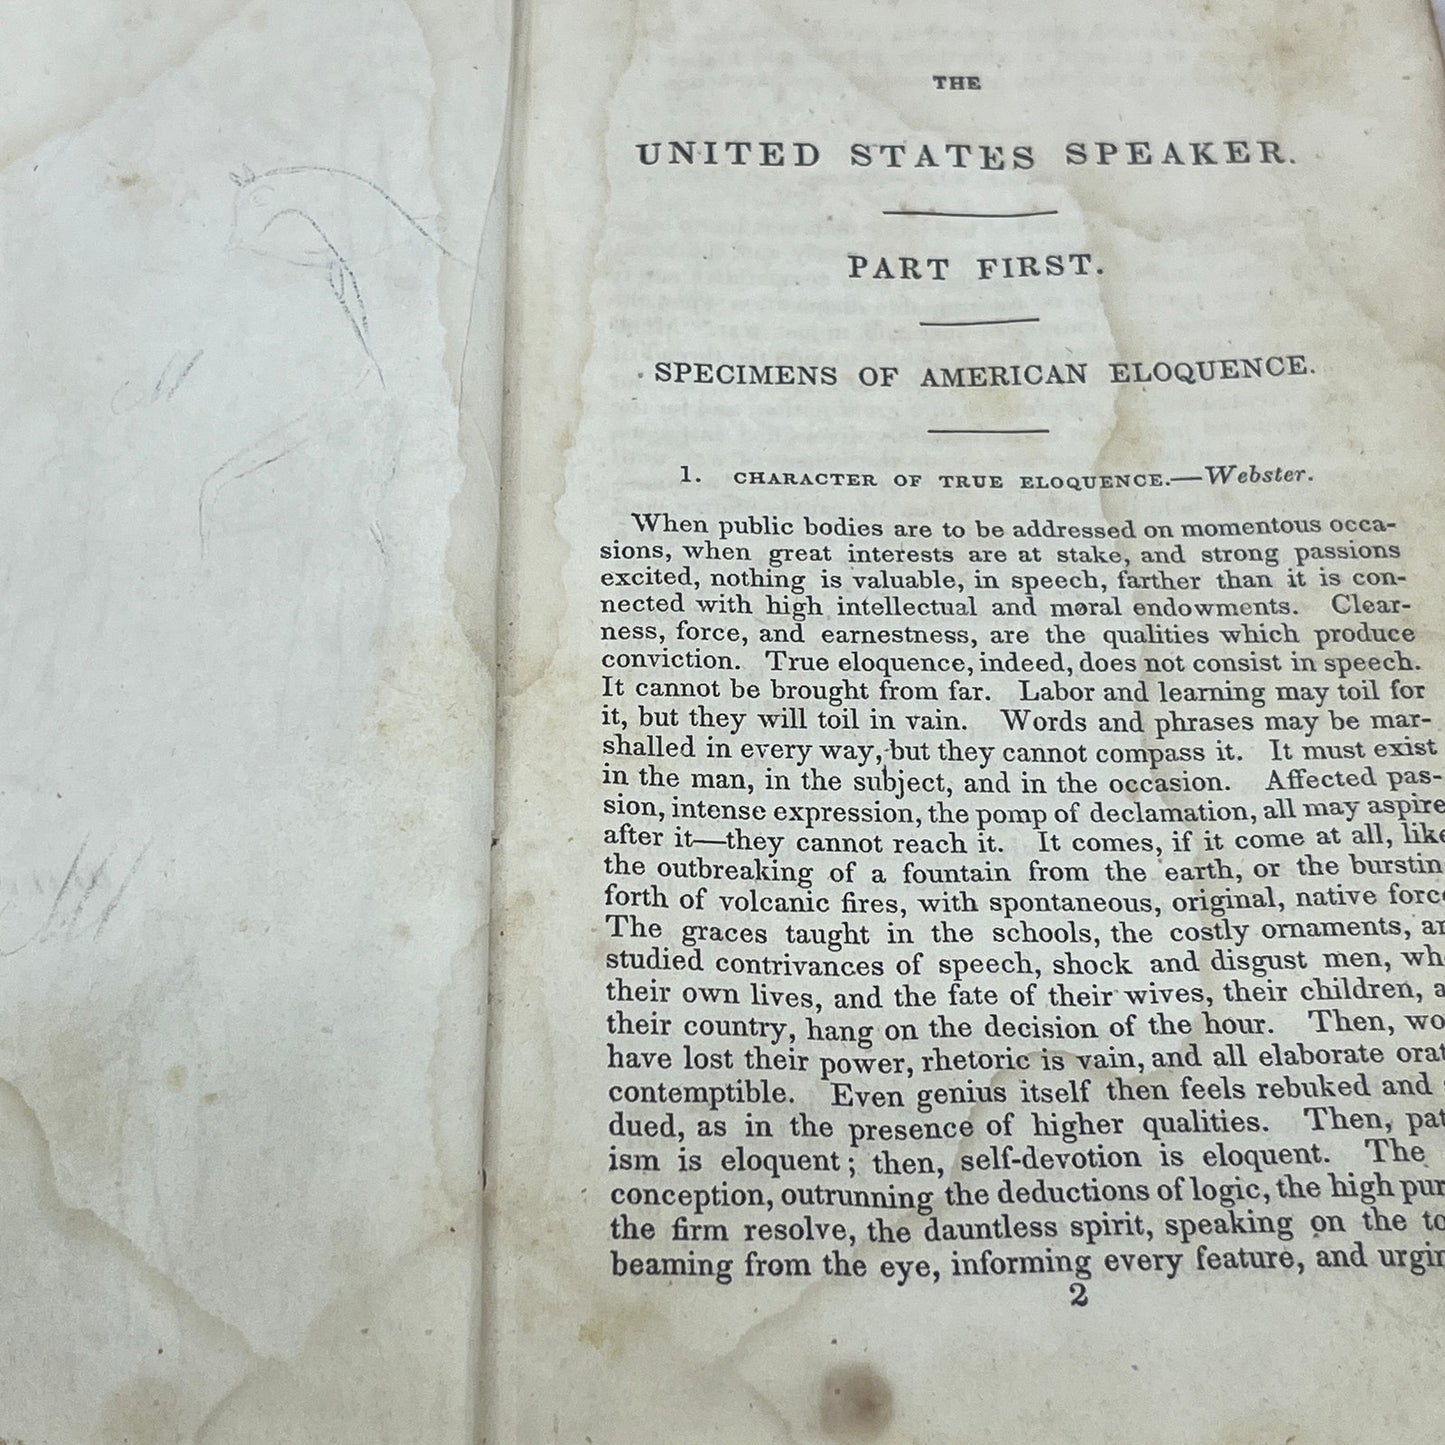 THE
UNITED STATES SPEAKER.
PART FIRST.
SPECIMENS OF AMERICAN ELOQUENCE.
1. CHARACTER OF TRUE ELOQUENCE.—Webster.
When public bodies are to be addressed on momentous occa-
sions, when great interests are at stake, and strong passions
excited, nothing is valuable, in speech, farther than it is con-
nected with high intellectual and moral endowments. Clear-
ness, force, and earnestness, are the qualities which produce
conviction. True eloquence, indeed, does not consist in speech.
It cannot be brought from far. Labor and learning may toil for
it, but they will toil in vain. Words and phrases may be mar-
shalled in every way, but they cannot compass it. It must exist
in the man, in the subject, and in the occasion. Affected pas-
sion, intense expression, the pomp of declamation, all may aspire
after it—they cannot reach it. It comes, if it come at all, like
the outbreaking of a fountain from the earth, or the burstin
forth of volcanic fires, with spontaneous, original, native force
The graces taught in the schools, the costly ornaments,
studied contrivances of speech, shock and disgust men,
their own lives, and the fate of their wives, their children,
their country, hang on the decision of the hour. Then,
have lost their power, rhetoric is vain, and all elaborate
contemptible. Even genius itself then feels rebuked and
dued, as in the presence of higher qualities. Then,
ism is eloquent; then, self-devotion is eloquent. The
conception, outrunning the deductions of logic, the high
the firm resolve, the dauntless spirit, speaking on the
beaming from the eye, informing every feature, and
2